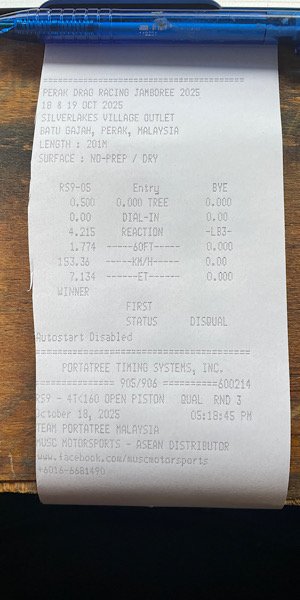 ==========================================
PERAK DRAG RACING JAMBOREE 2025
18 & 19 OCT 2025
SILVERLAKES VILLAGE OUTLET
BATU GAJAH, PERAK, MALAYSIA
LENGTH : 201M
SURFACE : NO-PREP / DRY
RS9-05 Entry BYE
0.500 0.000 TREE 0.000
0.00 DIAL-IN 0.00
4.215 REACTION -LB3-
1.774 -----60FT------ 0.000
153.36 -----KM/H------ 0.00
7.134 ------ET------- 0.000
WINNER
FIRST
STATUS DISQUAL
Autostart Disabled
==========================================
PORTATREE TIMING SYSTEMS, INC.
=============== 905/906 ==========600214
RS9 - 4TC160 OPEN PISTON QUAL RND 3
October 18, 2025 05:18:45 PM
TEAM PORTATREE MALAYSIA
MUSC MOTORSPORTS - ASEAN DISTRIBUTOR
www.facebook.com/muscmotorsports
+6016-6681490